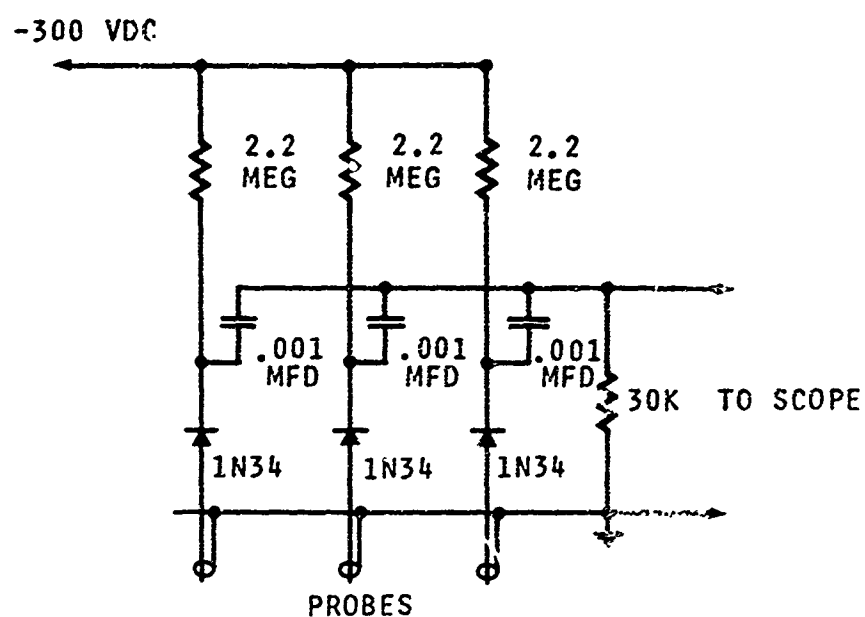 -300 VDC
2.2 MEG
2.2 MEG
2.2 MEG
.001 MFD
.001 MFD
.001 MFD
30K TO SCOPE
1N34
1N34
1N34
PROBES